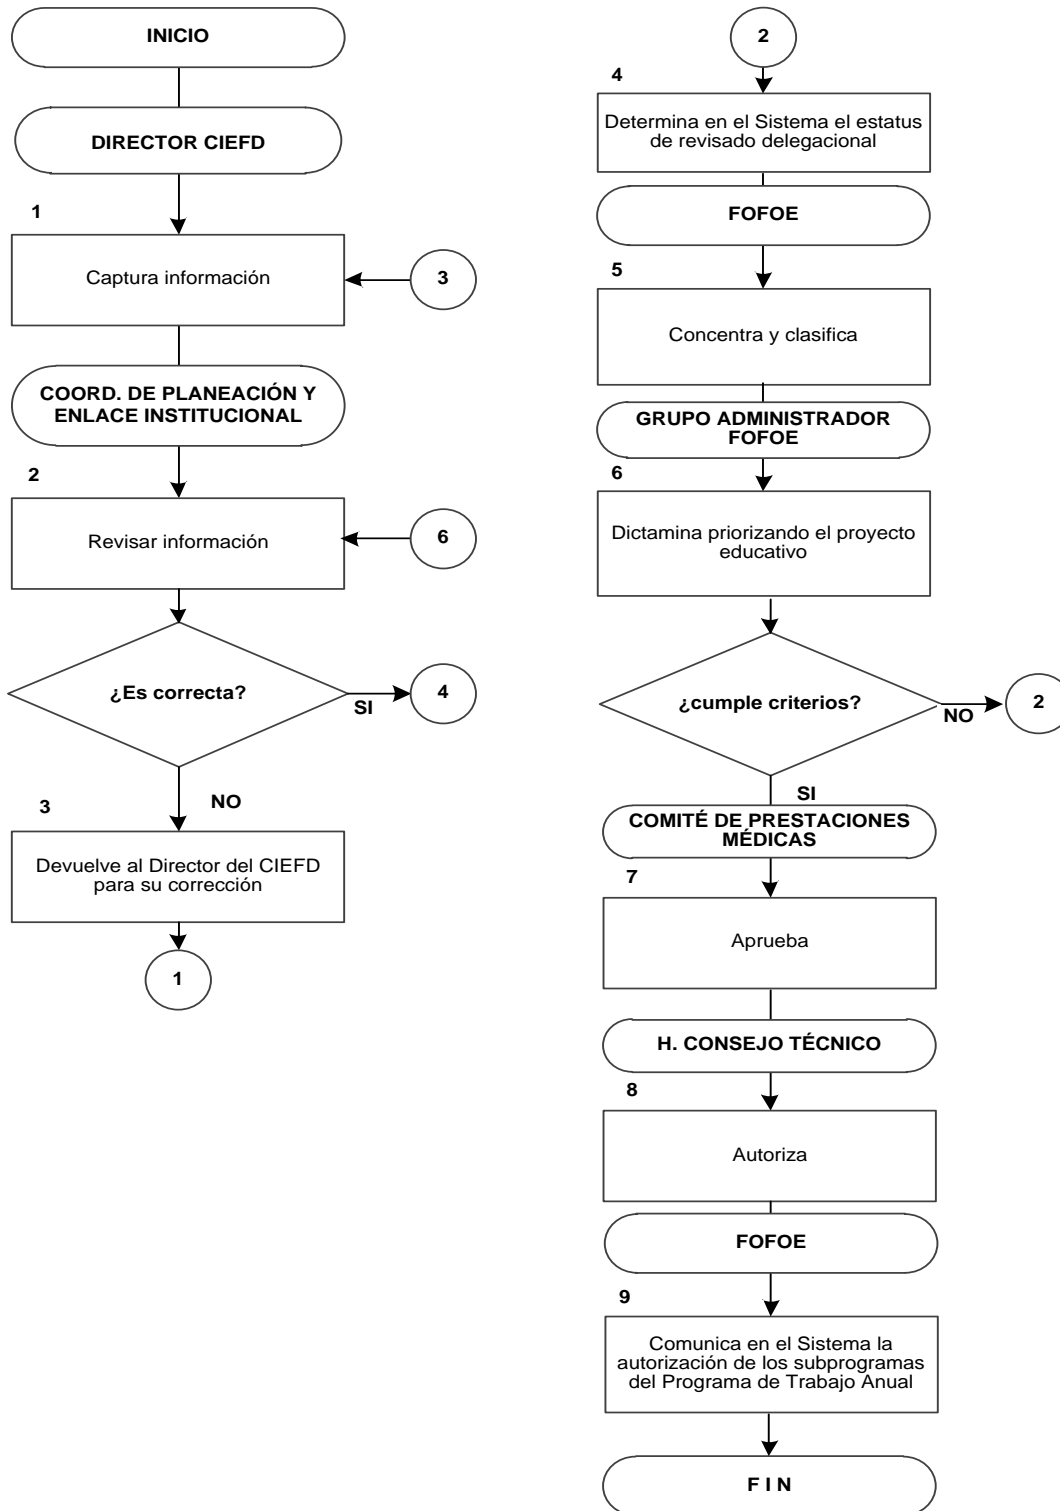 INICIO
DIRECTOR CIEFD
1
Captura información
3
COORD. DE PLANEACIÓN Y
ENLACE INSTITUCIONAL
2
Revisar información
6
¿Es correcta?
SI
4
NO
3
Devuelve al Director del CIEFD
para su corrección
1
2
4
Determina en el Sistema el estatus
de revisado delegacional
FOFOE
5
Concentra y clasifica
GRUPO ADMINISTRADOR
FOFOE
6
Dictamina priorizando el proyecto
educativo
¿cumple criterios?
NO
2
SI
COMITÉ DE PRESTACIONES
MÉDICAS
7
Aprueba
H. CONSEJO TÉCNICO
8
Autoriza
FOFOE
9
Comunica en el Sistema la
autorización de los subprogramas
del Programa de Trabajo Anual
F I N